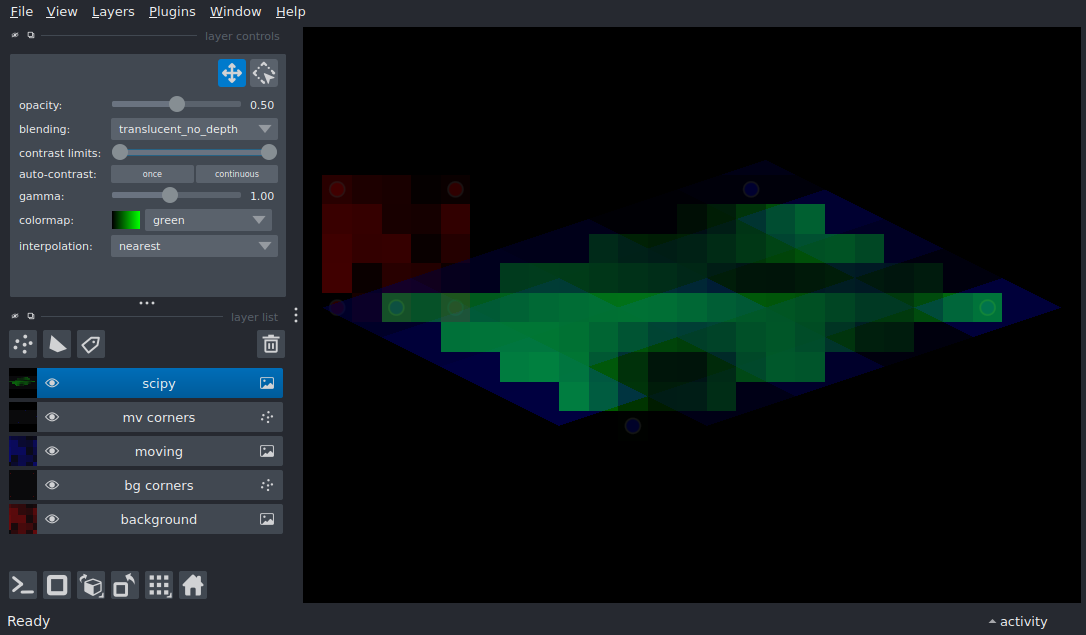 File View Layers Plugins Window Help
layer controls
opacity: 0.50
blending: translucent_no_depth
contrast limits:
auto-contrast: once continuous
gamma: 1.00
colormap: green
interpolation: nearest
layer list
scipy
mv corners
moving
bg corners
background
Ready activity